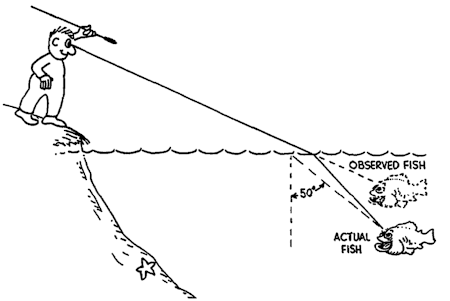 OBSERVED FISH
50°
ACTUAL
FISH